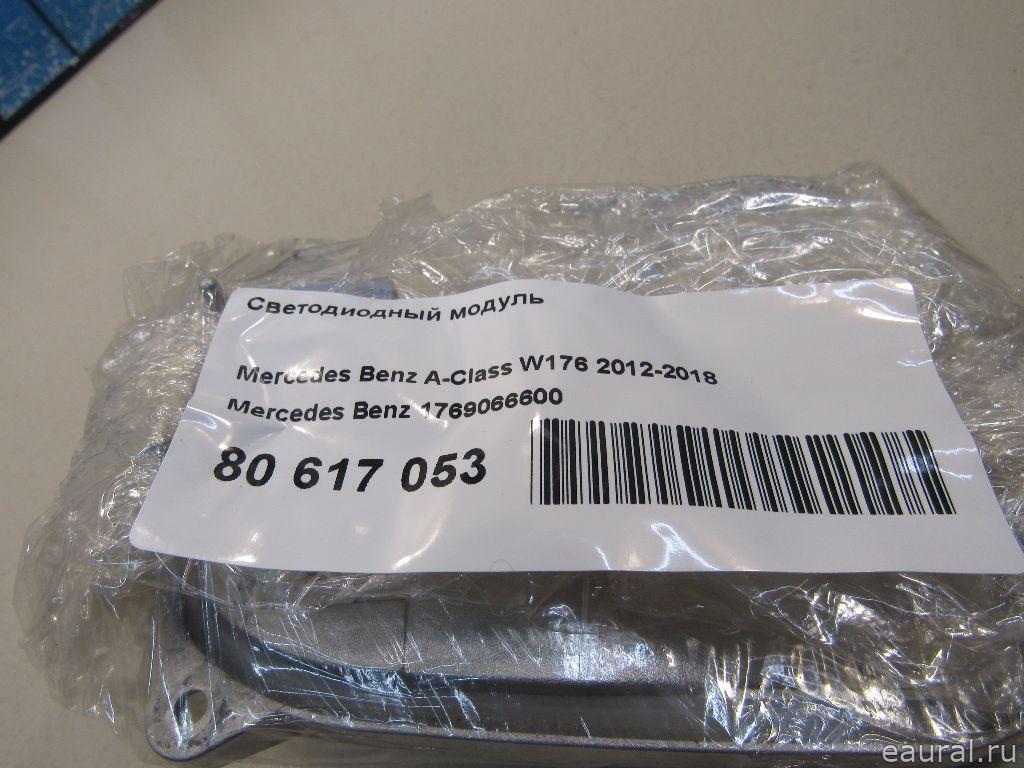 Светодиодный модуль
Mercedes Benz A-Class W176 2012-2018
Mercedes Benz 1769066600
80 617 053
eaural.ru